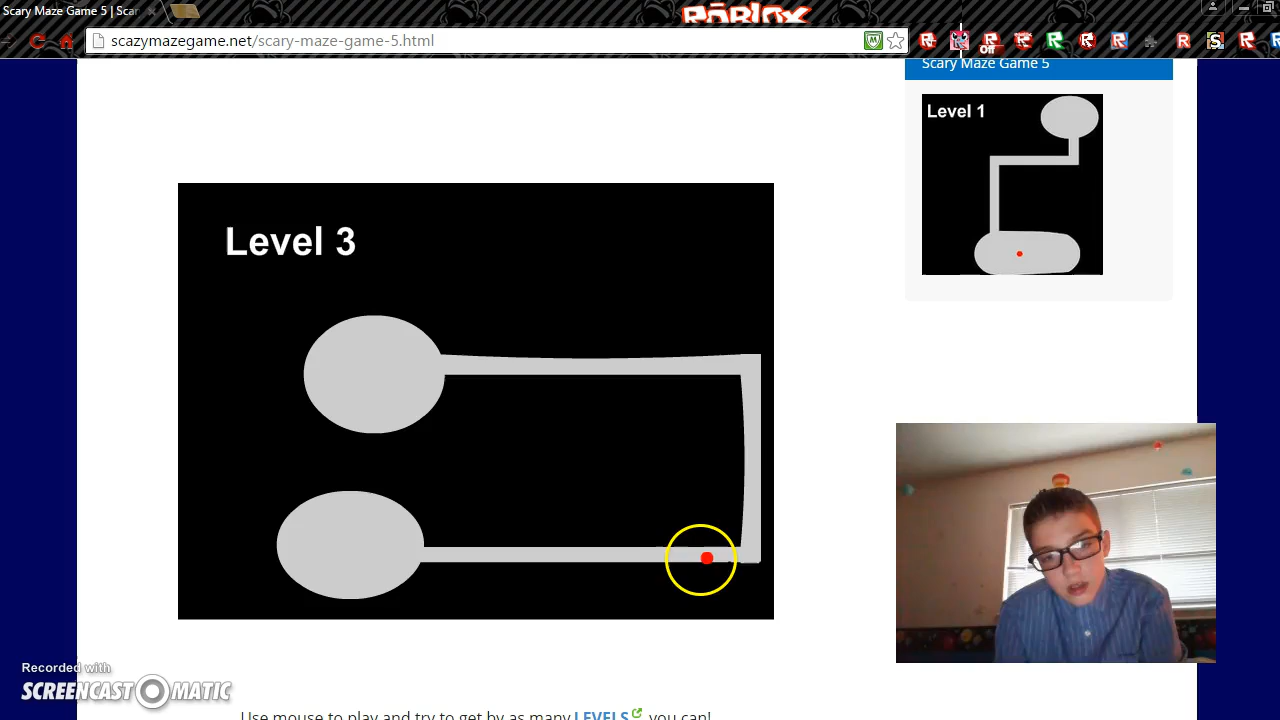 Scary Maze Game 5 | Scar
ROBLOX
scazymazegame.net/scary-maze-game-5.html
Off
Scary Maze Game 5
Level 1
Level 3
Recorded with
SCREENCAST-O-MATIC
Use mouse to play and try to get by as many LEVELS you can!